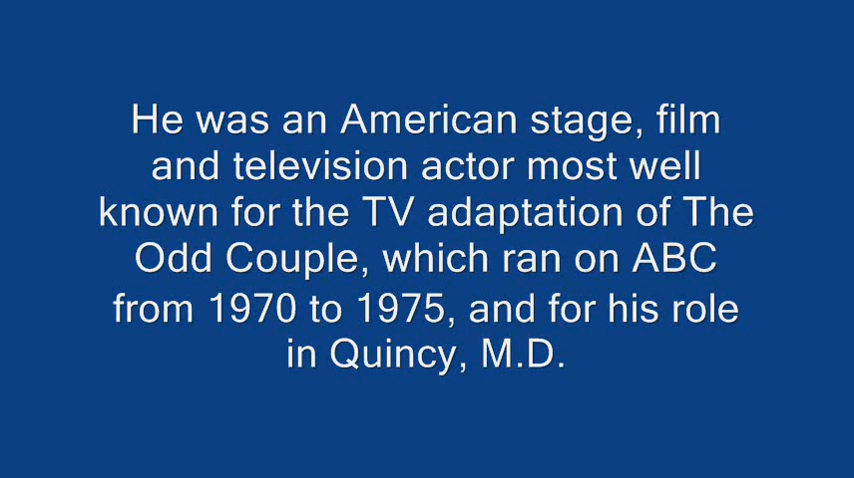 He was an American stage, film
and television actor most well
known for the TV adaptation of The
Odd Couple, which ran on ABC
from 1970 to 1975, and for his role
in Quincy, M.D.